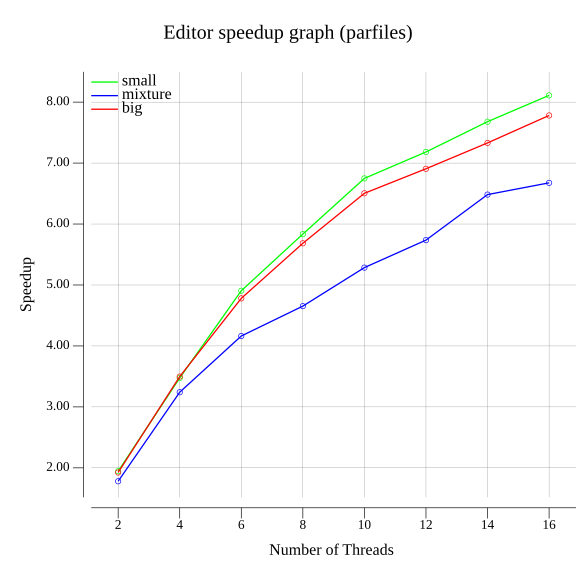 Editor speedup graph (parfiles)
small
mixture
big
8.00
7.00
6.00
5.00
4.00
3.00
2.00
Speedup
2 4 6 8 10 12 14 16
Number of Threads